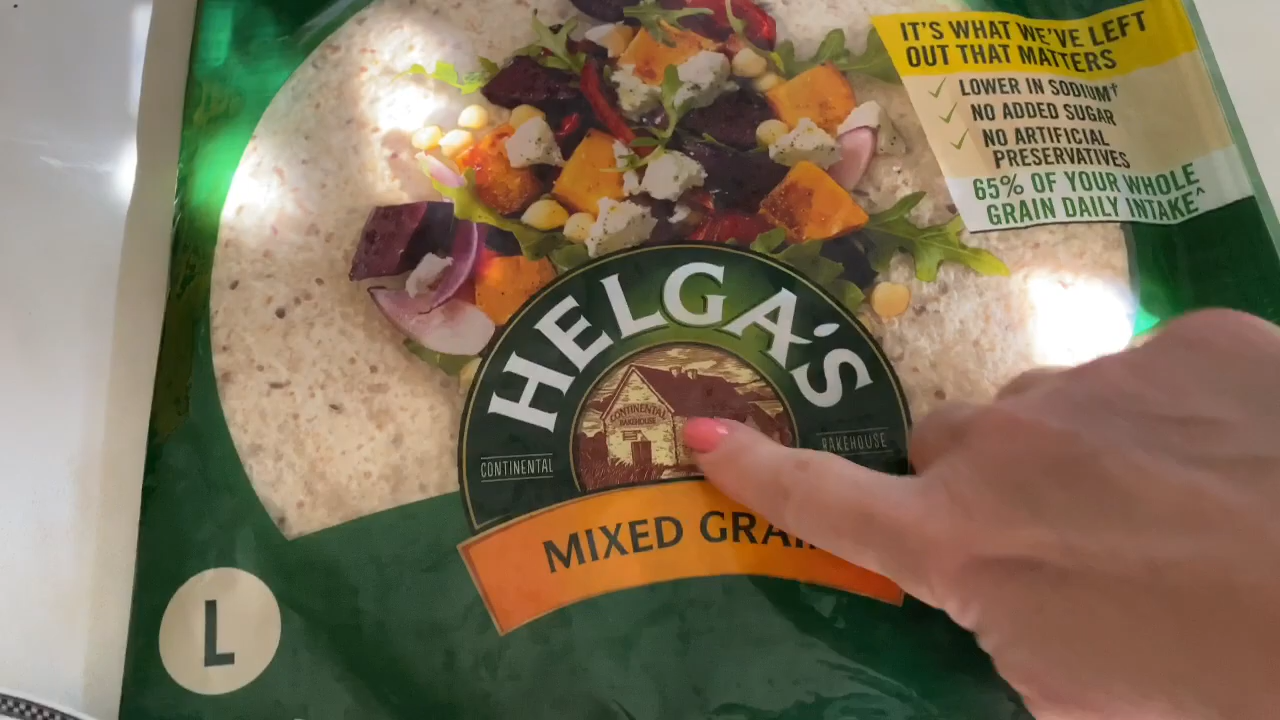 IT'S WHAT WE'VE LEFT
OUT THAT MATTERS
LOWER IN SODIUM†
NO ADDED SUGAR
NO ARTIFICIAL
PRESERVATIVES
65% OF YOUR WHOLE
GRAIN DAILY INTAKE^
HELGA'S
CONTINENTAL
BAKEHOUSE
CONTINENTAL
BAKEHOUSE
MIXED GRAI
L